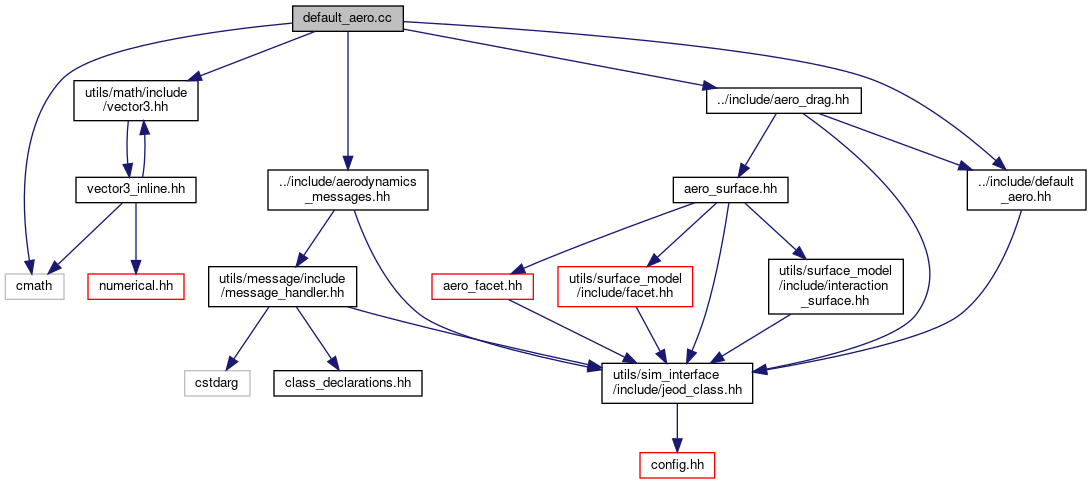 default_aero.cc
utils/math/include
/vector3.hh
../include/aero_drag.hh
vector3_inline.hh
../include/aerodynamics
_messages.hh
aero_surface.hh
../include/default
_aero.hh
cmath
numerical.hh
utils/message/include
/message_handler.hh
aero_facet.hh
utils/surface_model
/include/facet.hh
utils/surface_model
/include/interaction
_surface.hh
cstdarg
class_declarations.hh
utils/sim_interface
/include/jeod_class.hh
config.hh